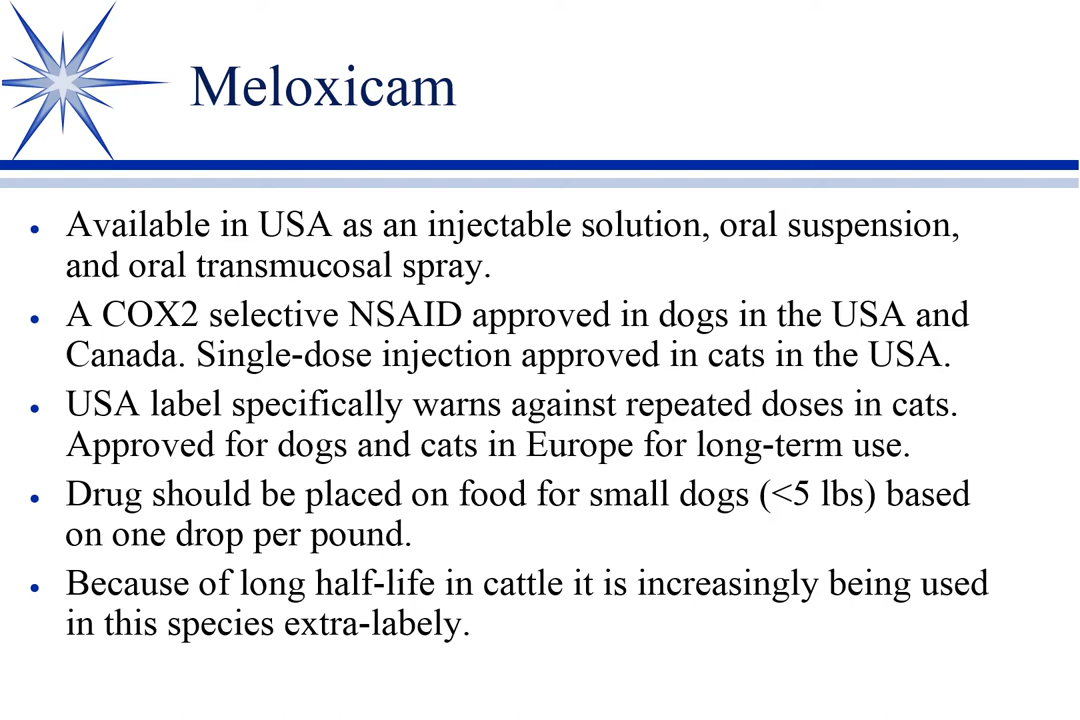 Meloxicam
• Available in USA as an injectable solution, oral suspension,
and oral transmucosal spray.
• A COX2 selective NSAID approved in dogs in the USA and
Canada. Single-dose injection approved in cats in the USA.
• USA label specifically warns against repeated doses in cats.
Approved for dogs and cats in Europe for long-term use.
• Drug should be placed on food for small dogs (<5 lbs) based
on one drop per pound.
• Because of long half-life in cattle it is increasingly being used
in this species extra-labely.